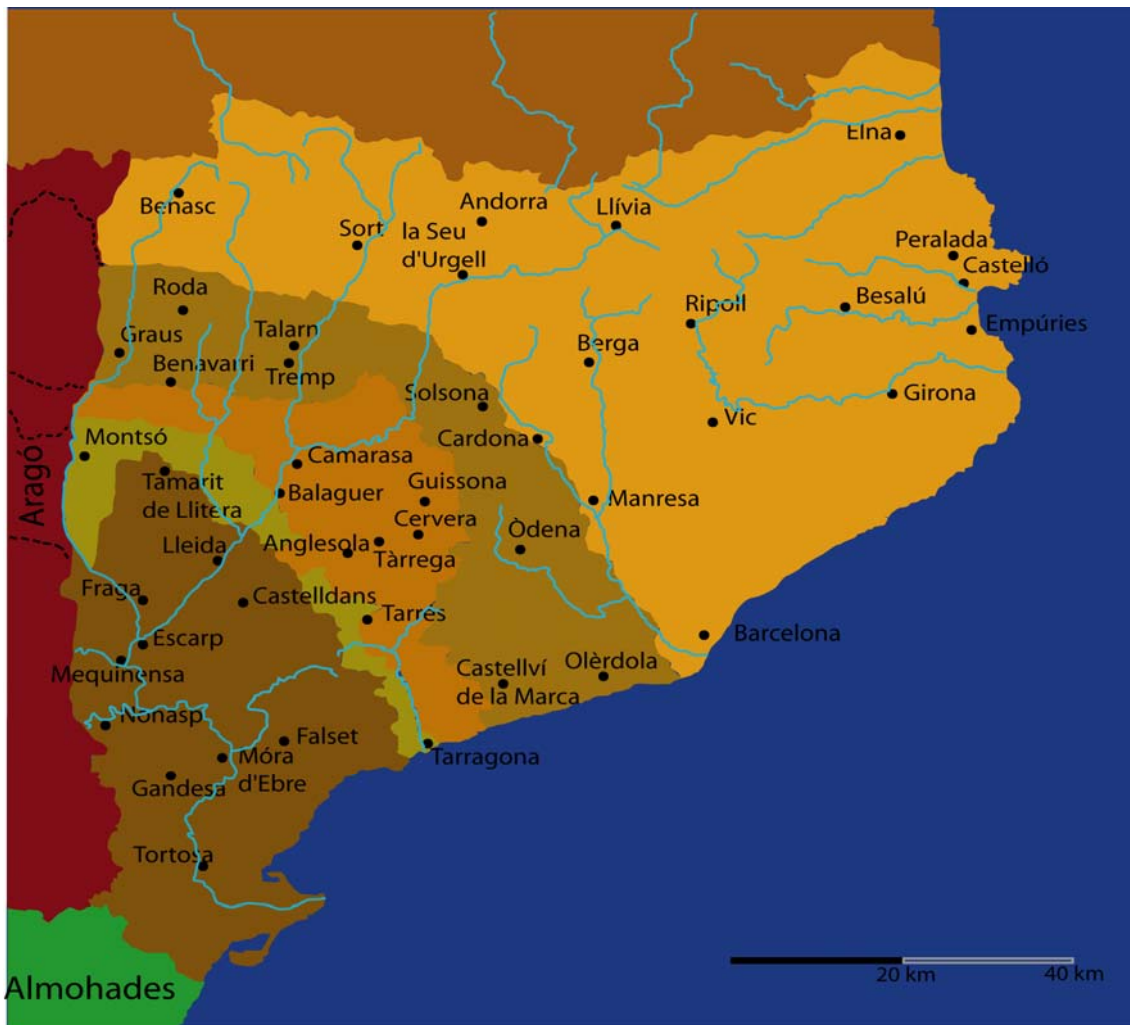 Elna
Benasc
Andorra
Llívia
Sort
la Seu
d'Urgell
Peralada
Castelló
Roda
Ripoll
Besalú
Empúries
Graus
Talarn
Benavarri
Tremp
Berga
Solsona
Girona
Vic
Cardona
Montsó
Camarasa
Tamarit
de Llitera
Balaguer
Guissona
Manresa
Aragó
Cervera
Òdena
Lleida
Anglesola
Tàrrega
Fraga
Castelldans
Tarrés
Escarp
Barcelona
Mequinensa
Castellví
de la Marca
Olèrdola
Nonasp
Falset
Móra
d'Ebre
Tarragona
Gandesa
Tortosa
Almohades
20 km
40 km